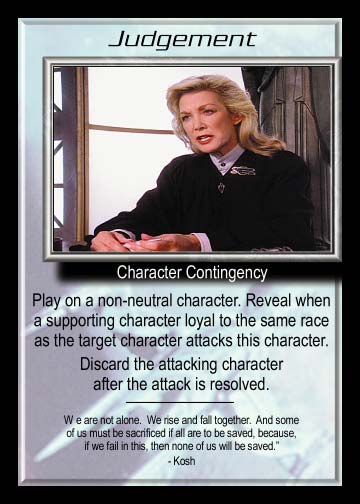 Judgement
Character Contingency
Play on a non-neutral character. Reveal when
a supporting character loyal to the same race
as the target character attacks this character.
Discard the attacking character
after the attack is resolved.
W e are not alone. We rise and fall together. And some
of us must be sacrificed if all are to be saved, because,
if we fail in this, then none of us will be saved."
- Kosh